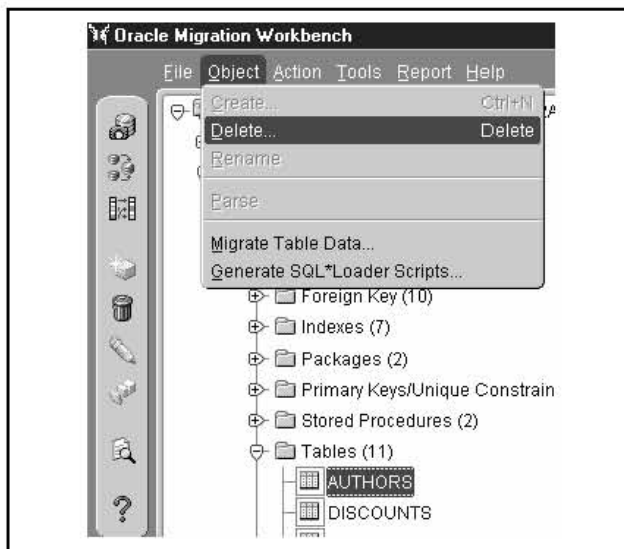 Oracle Migration Workbench
File Object Action Tools Report Help
Create... Ctrl+N
Delete... Delete
Rename
Parse
Migrate Table Data...
Generate SQL*Loader Scripts...
Foreign Key (10)
Indexes (7)
Packages (2)
Primary Keys/Unique Constrain
Stored Procedures (2)
Tables (11)
AUTHORS
DISCOUNTS